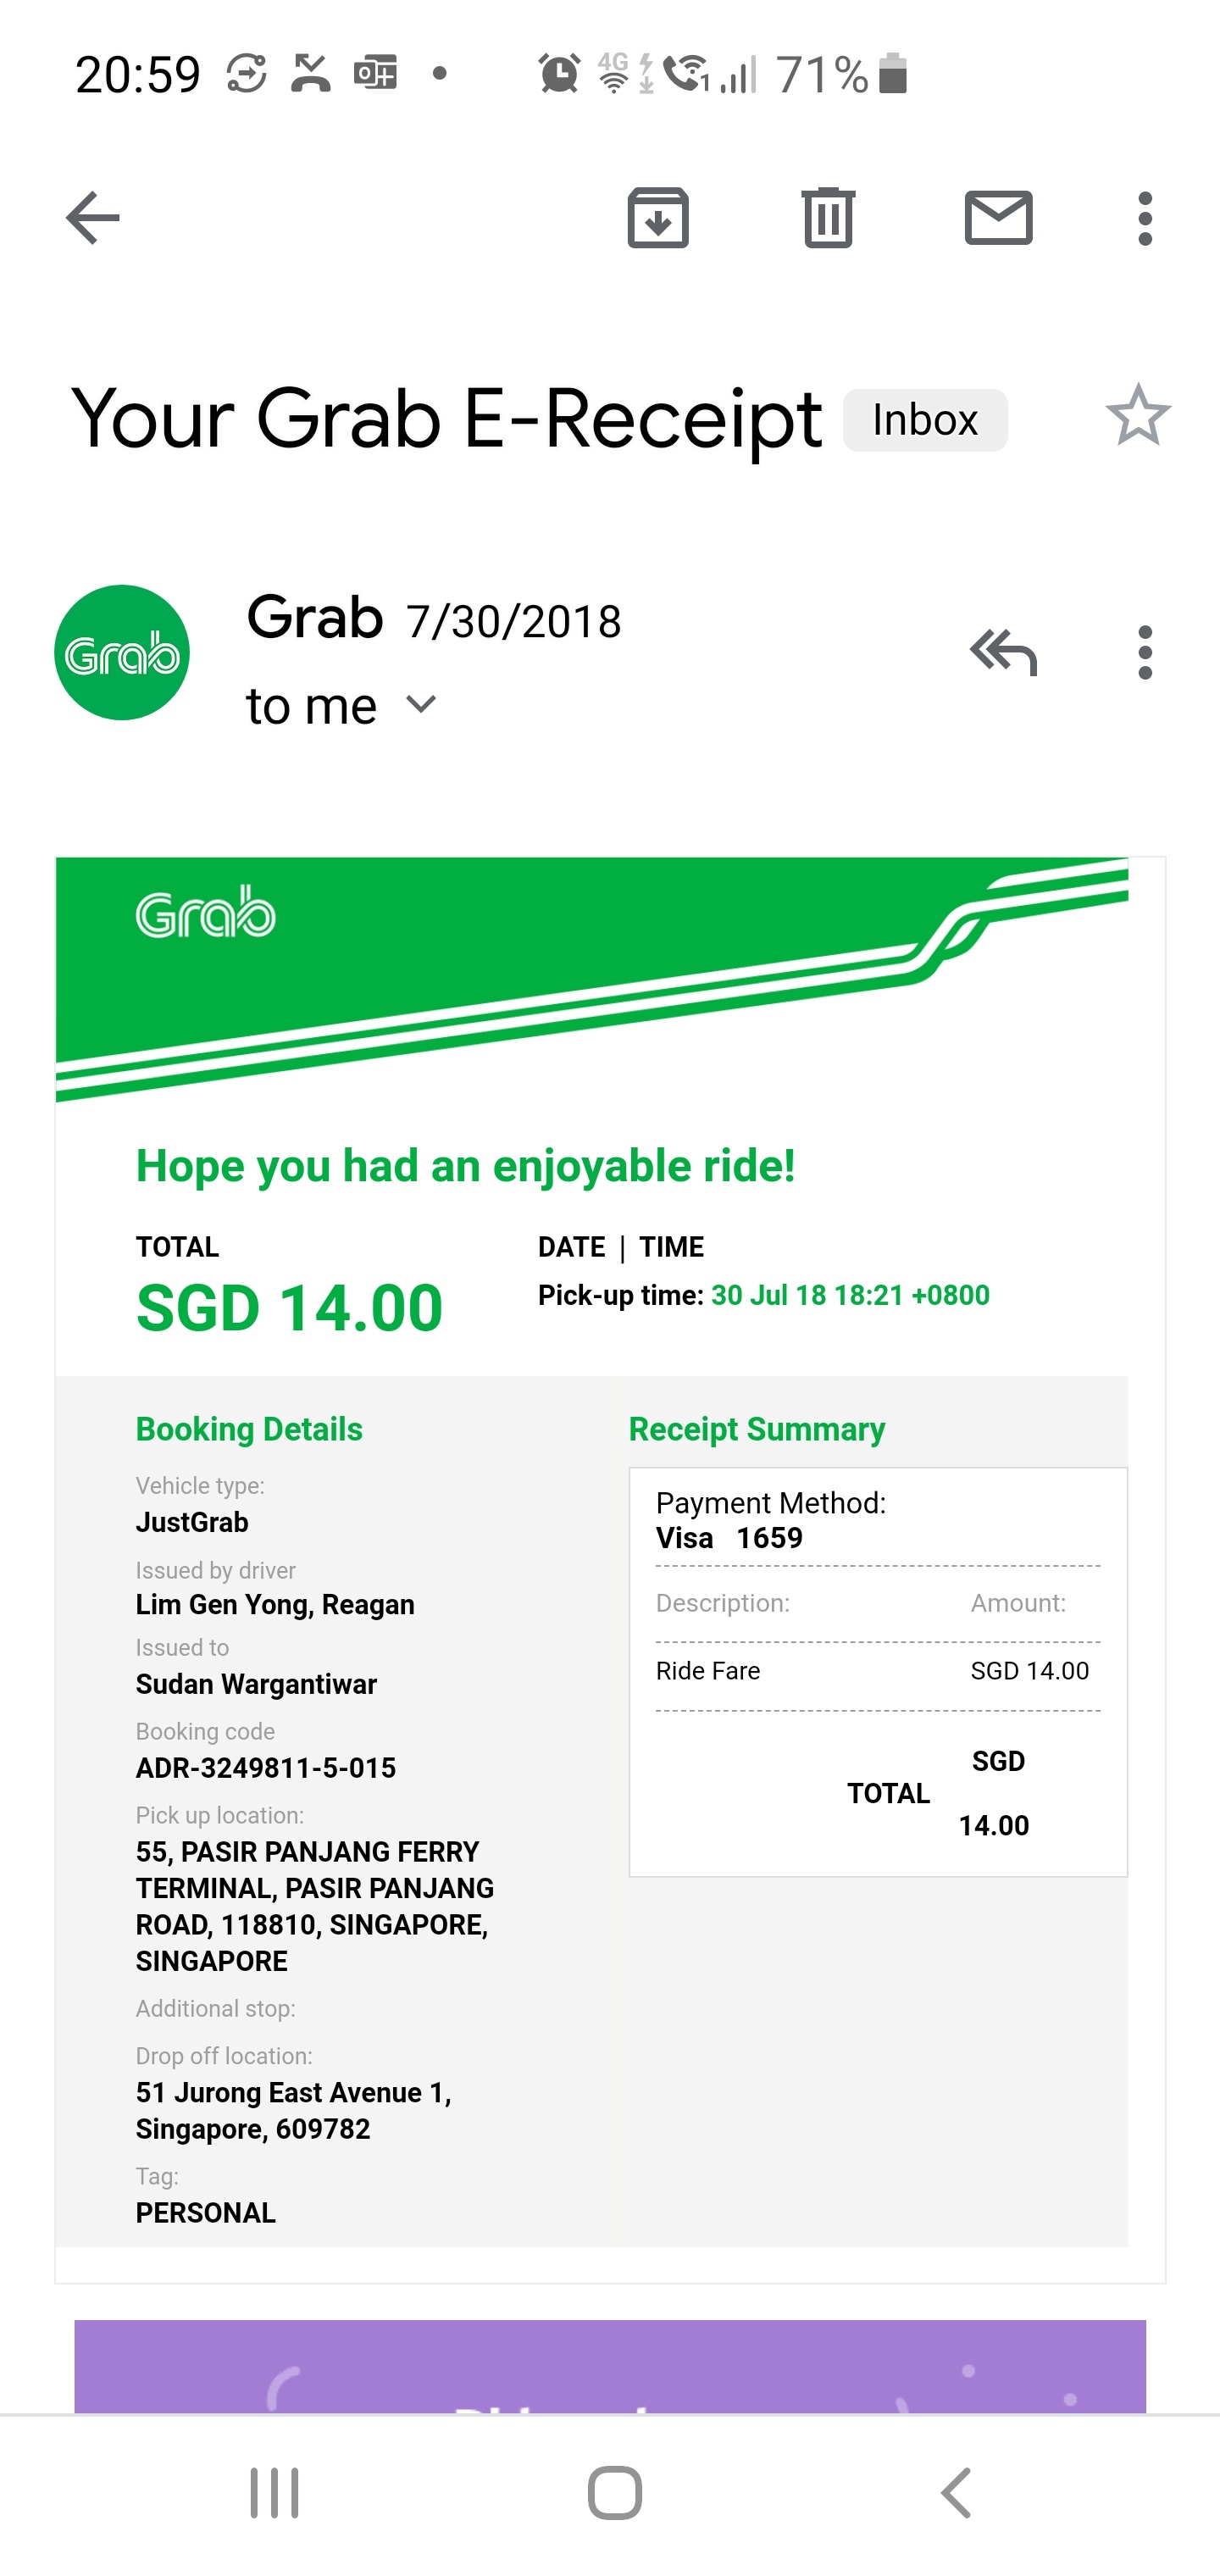 20:59
4G
1
71%
Your Grab E-Receipt Inbox
Grab
Grab 7/30/2018
to me
Grab
Hope you had an enjoyable ride!
TOTAL
SGD 14.00
DATE | TIME
Pick-up time: 30 Jul 18 18:21 +0800
Booking Details
Vehicle type:
JustGrab
Issued by driver
Lim Gen Yong, Reagan
Issued to
Sudan Wargantiwar
Booking code
ADR-3249811-5-015
Pick up location:
55, PASIR PANJANG FERRY
TERMINAL, PASIR PANJANG
ROAD, 118810, SINGAPORE,
SINGAPORE
Additional stop:
Drop off location:
51 Jurong East Avenue 1,
Singapore, 609782
Tag:
PERSONAL
Receipt Summary
Payment Method:
Visa 1659
Description: Amount:
Ride Fare SGD 14.00
TOTAL SGD
14.00